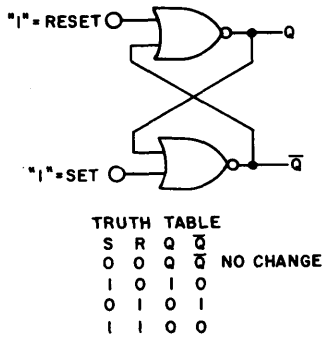 "1"=RESET
Q
"1"=SET
Q̅
TRUTH TABLE
S R Q Q̅
0 0 Q Q̅ NO CHANGE
1 0 1 0
0 1 0 1
1 1 0 0